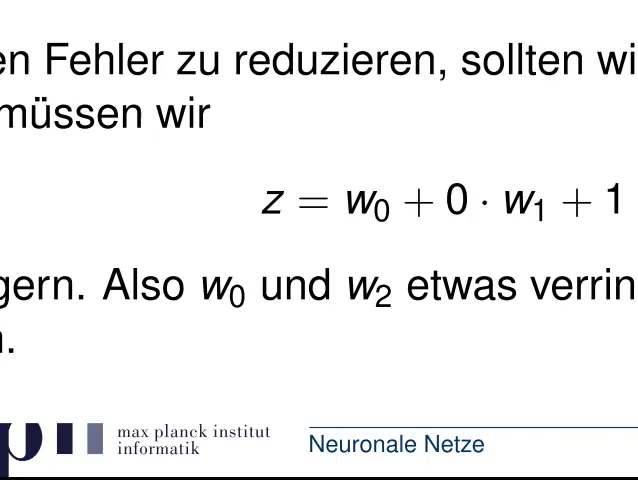 en Fehler zu reduzieren, sollten wi
müssen wir
z = w₀ + 0 · w₁ + 1
gern. Also w₀ und w₂ etwas verrin
n.
max planck institut
informatik
Neuronale Netze